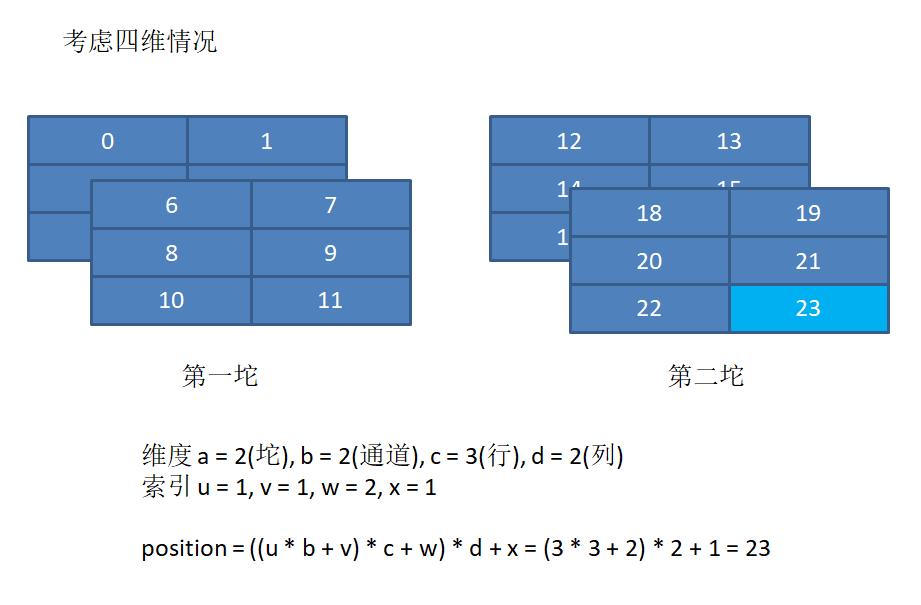 考虑四维情况
0 1
6 7
8 9
10 11
12 13
14 15
18 19
20 21
22 23
第一坨
第二坨
维度 a = 2(坨), b = 2(通道), c = 3(行), d = 2(列)
索引 u = 1, v = 1, w = 2, x = 1
position = ((u * b + v) * c + w) * d + x = (3 * 3 + 2) * 2 + 1 = 23